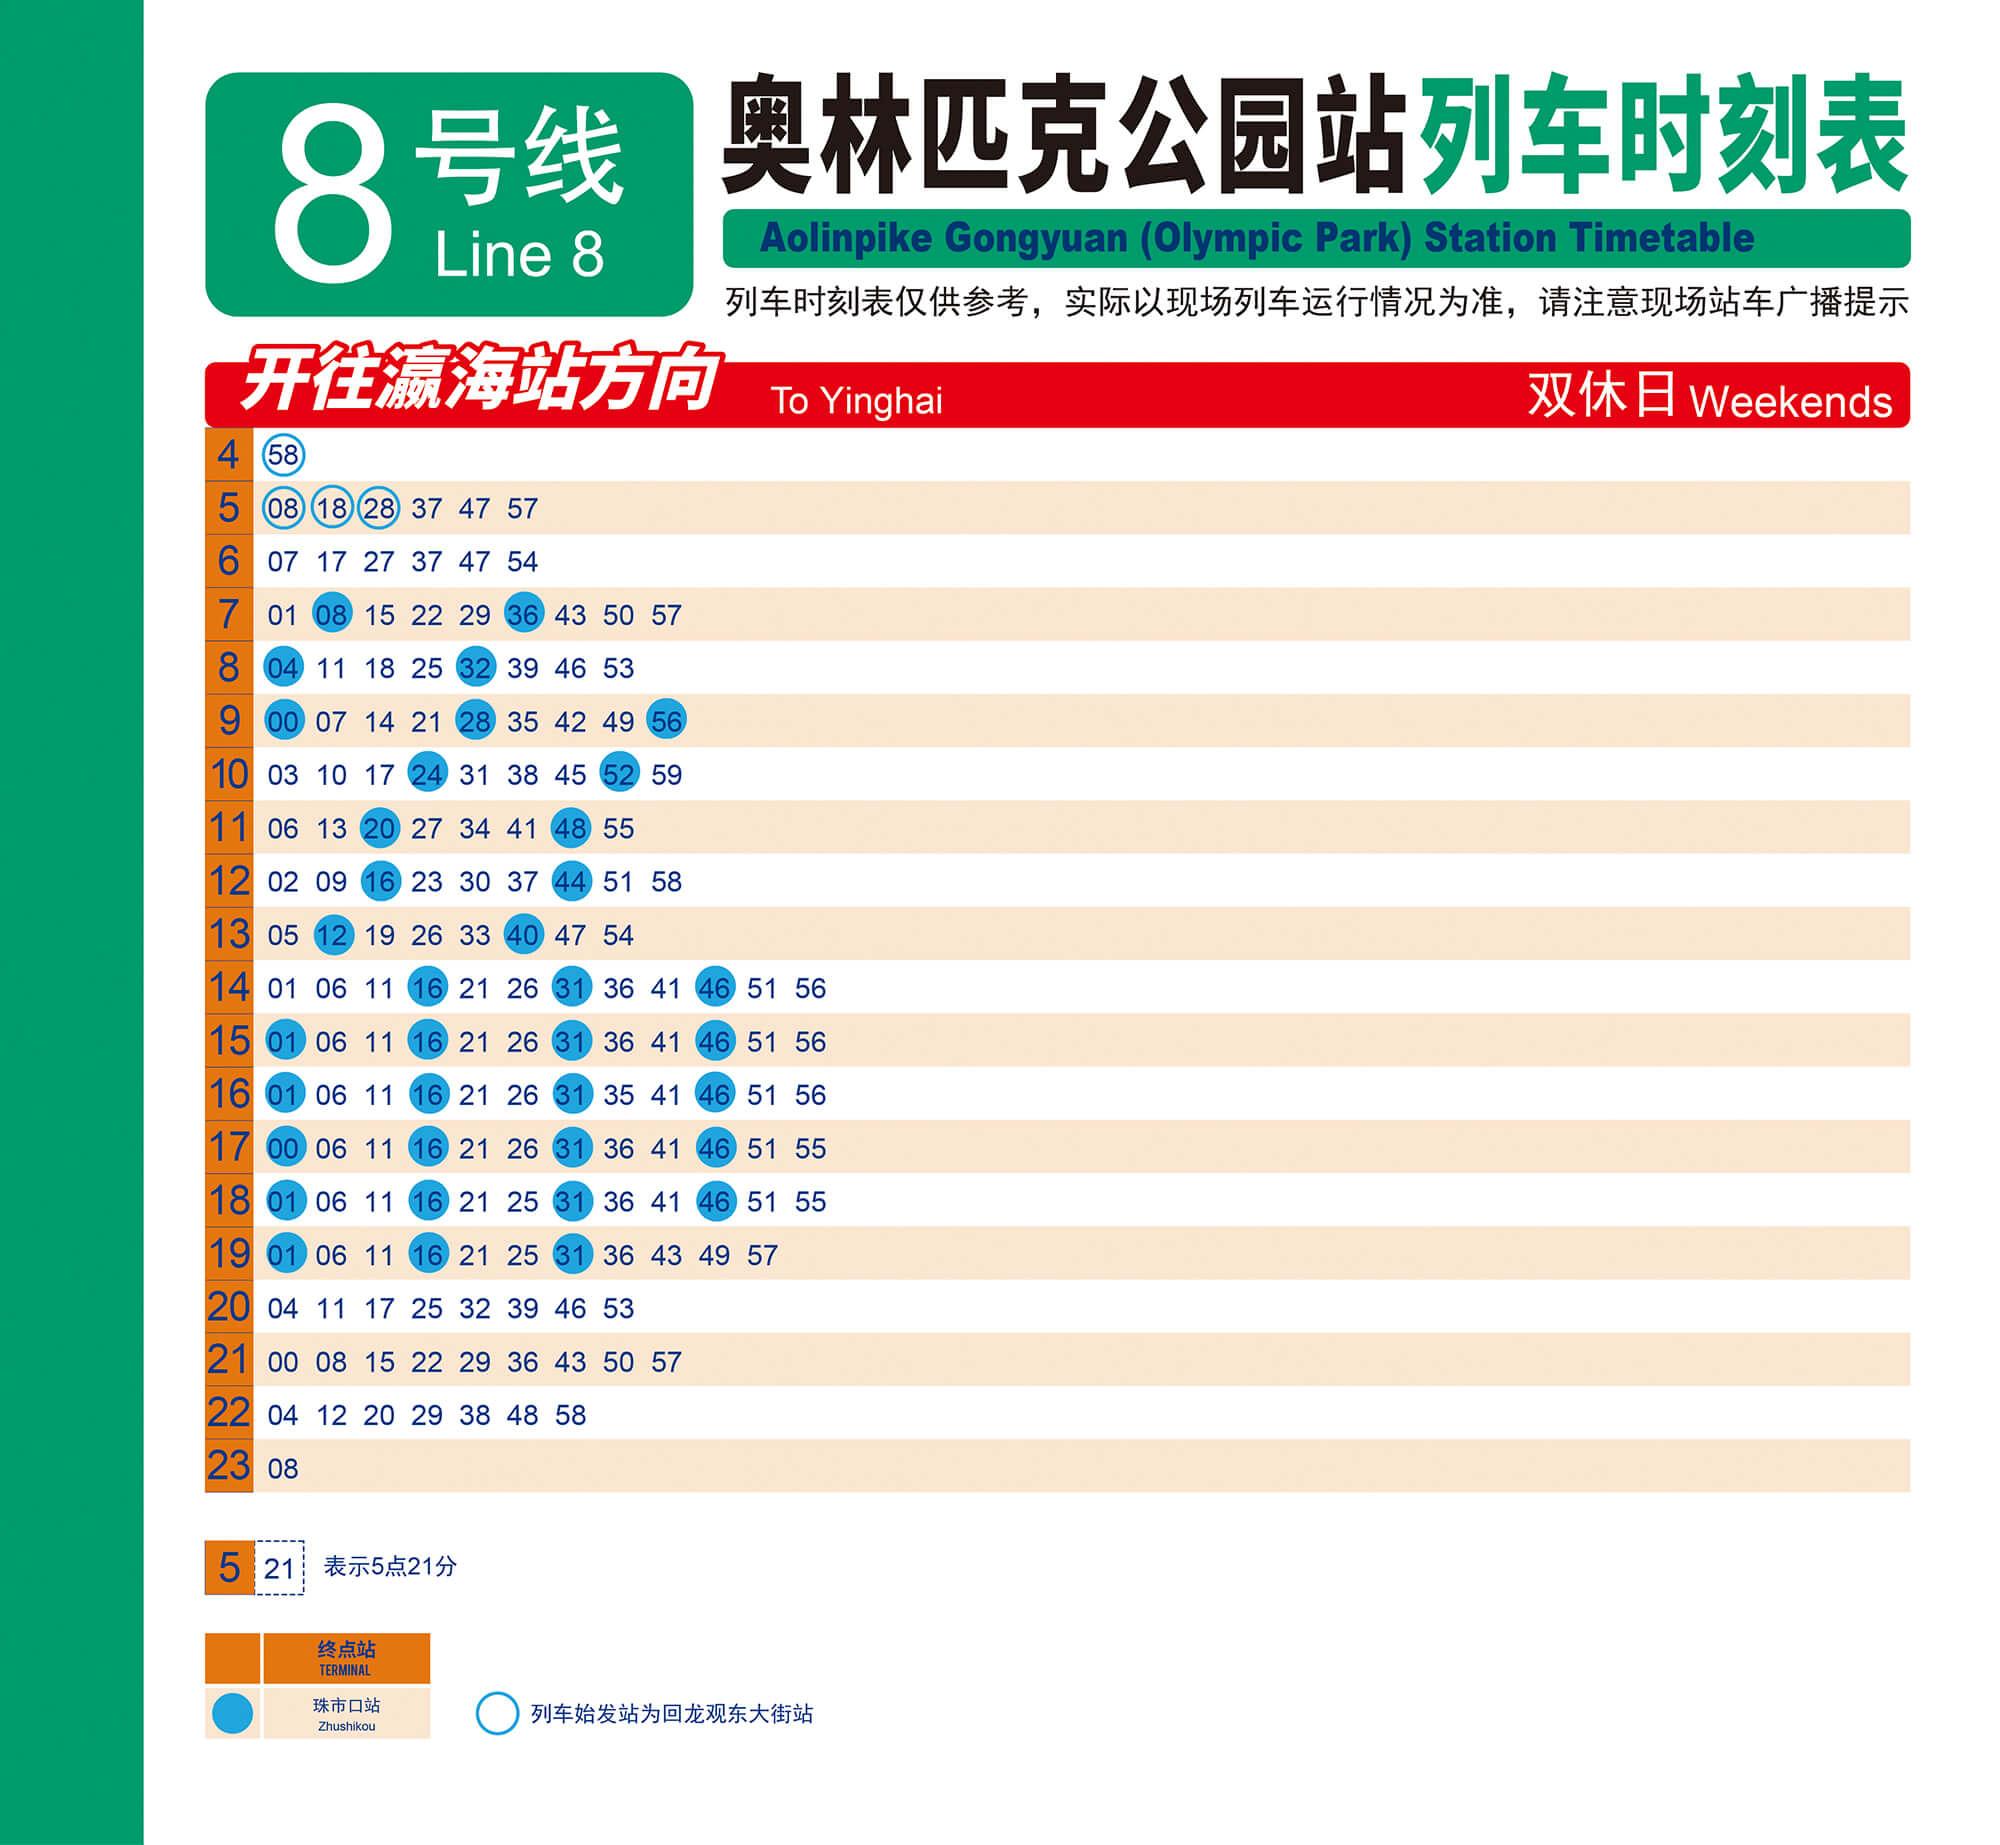 8号线
Line 8
奥林匹克公园站列车时刻表
Aolinpike Gongyuan (Olympic Park) Station Timetable
列车时刻表仅供参考，实际以现场列车运行情况为准，请注意现场站车广播提示
开往瀛海站方向 To Yinghai 双休日 Weekends
4 58
5 08 18 28 37 47 57
6 07 17 27 37 47 54
7 01 08 15 22 29 36 43 50 57
8 04 11 18 25 32 39 46 53
9 00 07 14 21 28 35 42 49 56
10 03 10 17 24 31 38 45 52 59
11 06 13 20 27 34 41 48 55
12 02 09 16 23 30 37 44 51 58
13 05 12 19 26 33 40 47 54
14 01 06 11 16 21 26 31 36 41 46 51 56
15 01 06 11 16 21 26 31 36 41 46 51 56
16 01 06 11 16 21 26 31 35 41 46 51 56
17 00 06 11 16 21 26 31 36 41 46 51 55
18 01 06 11 16 21 25 31 36 41 46 51 55
19 01 06 11 16 21 25 31 36 43 49 57
20 04 11 17 25 32 39 46 53
21 00 08 15 22 29 36 43 50 57
22 04 12 20 29 38 48 58
23 08
5 21 表示5点21分
终点站
TERMINAL
珠市口站
Zhushikou
列车始发站为回龙观东大街站